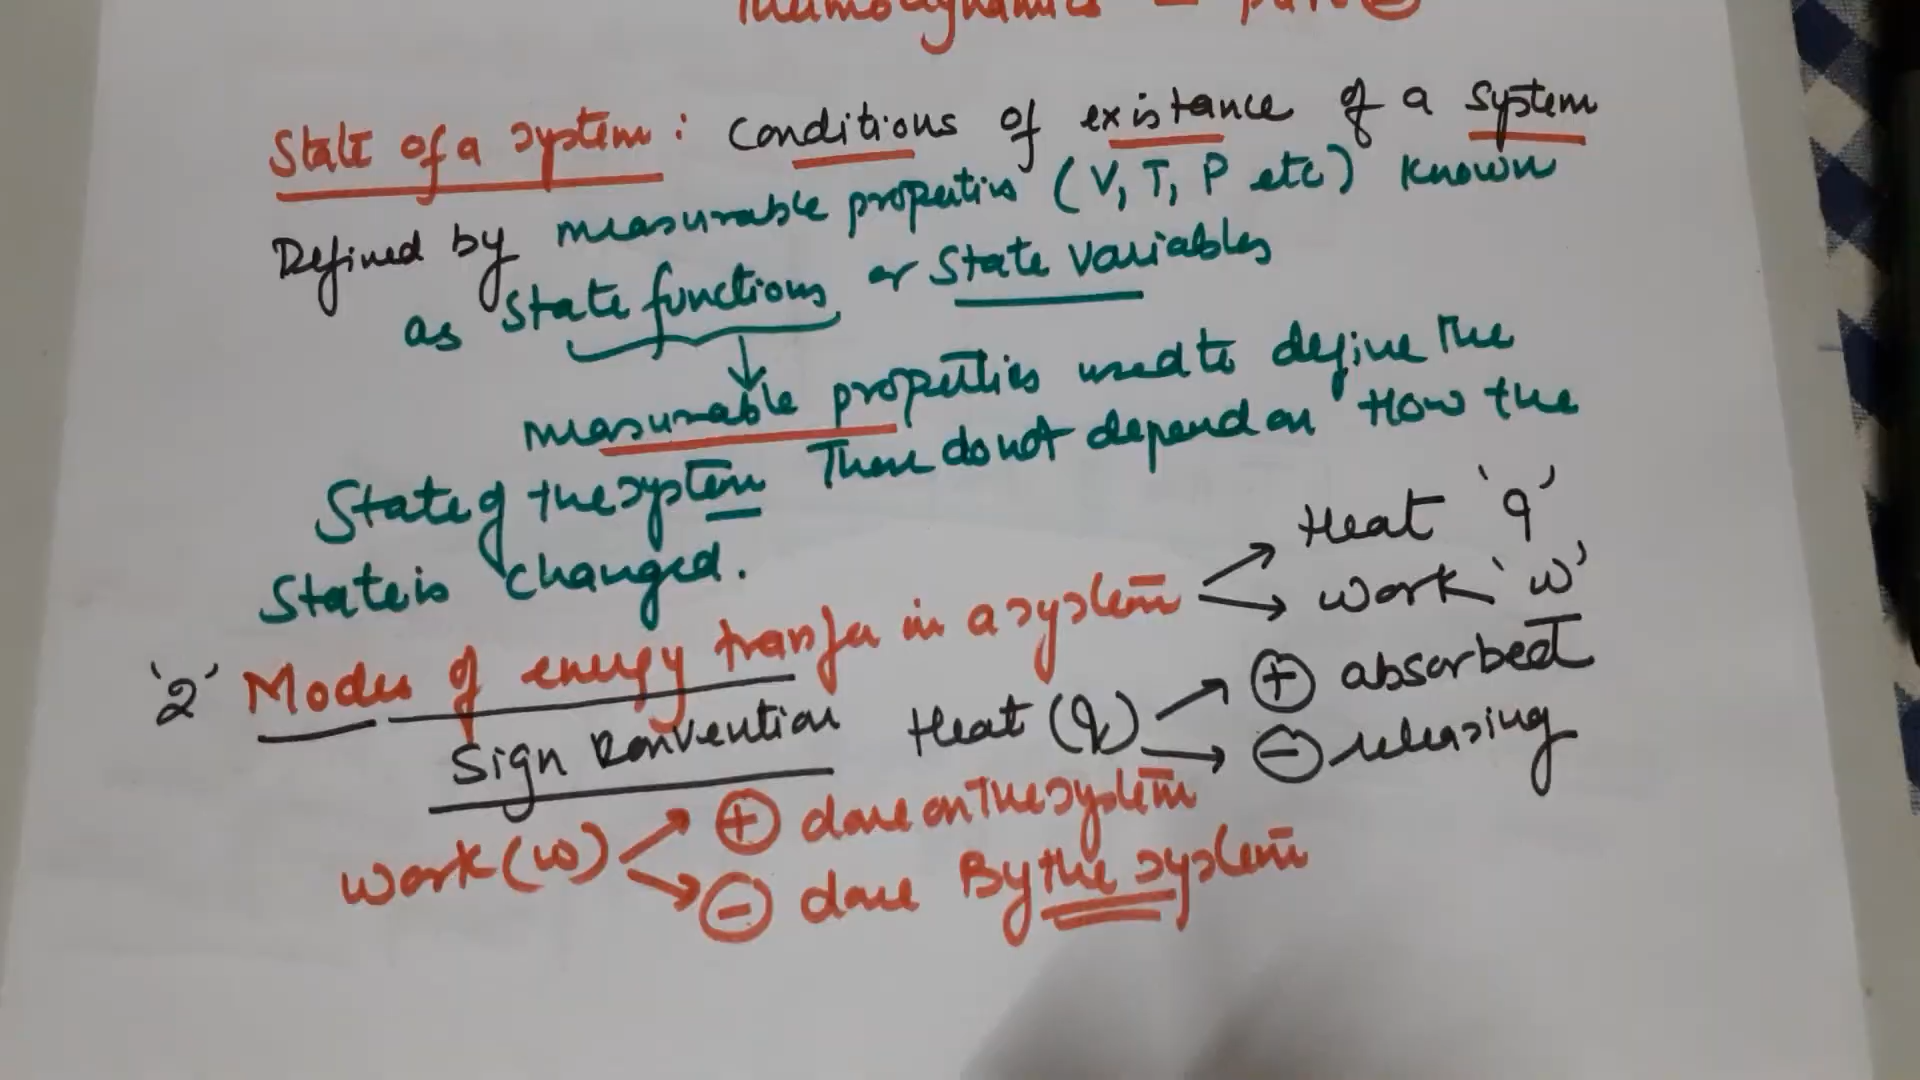 Thermodynamics - part
State of a system : Conditions of existance of a system
Defined by measurable properties (V, T, P etc) known
as State functions or State variables
measurable properties used to define the
State of the system These do not depend on How the
State is changed.
'2' Modes of energy transfer in a system → Heat 'q'
→ work 'w'
Sign Convention Heat (q) → (+) absorbed
→ (-) releasing
work (w) → (+) done on the system
→ (-) done By the system